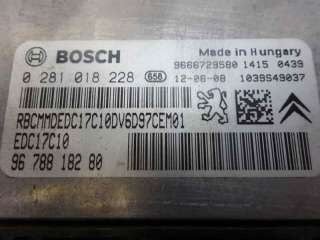 BOSCH
Made in Hungary
9666729580 1415 0439
0 281 018 228 658 12-06-08 1039S49037
RBCMMDEDC17C10DV6D97CEM01
EDC17C10
96 788 182 80